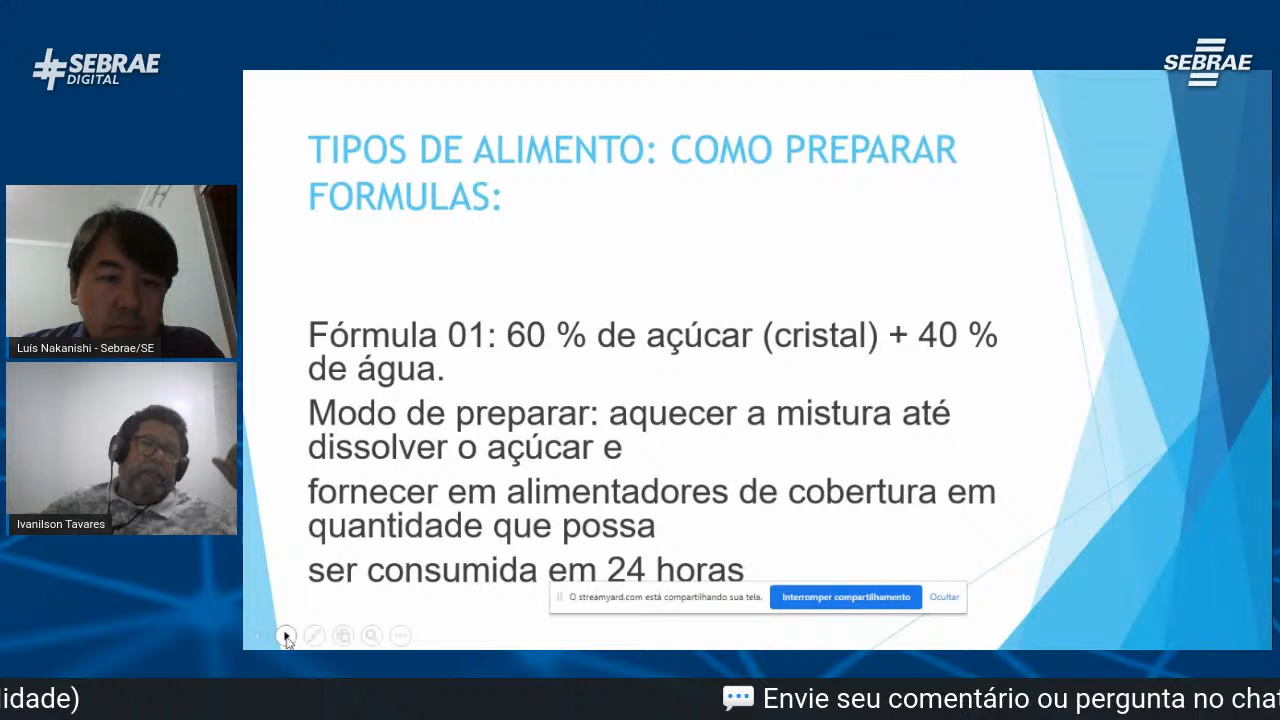 #SEBRAE
DIGITAL
SEBRAE
TIPOS DE ALIMENTO: COMO PREPARAR
FORMULAS:
Fórmula 01: 60 % de açúcar (cristal) + 40 %
de água.
Modo de preparar: aquecer a mistura até
dissolver o açúcar e
fornecer em alimentadores de cobertura em
quantidade que possa
ser consumida em 24 horas
O streamyard.com está compartilhando sua tela.
Interromper compartilhamento
Ocultar
Luís Nakanishi - Sebrae/SE
Ivanilson Tavares
lidade)
Envie seu comentário ou pergunta no chat